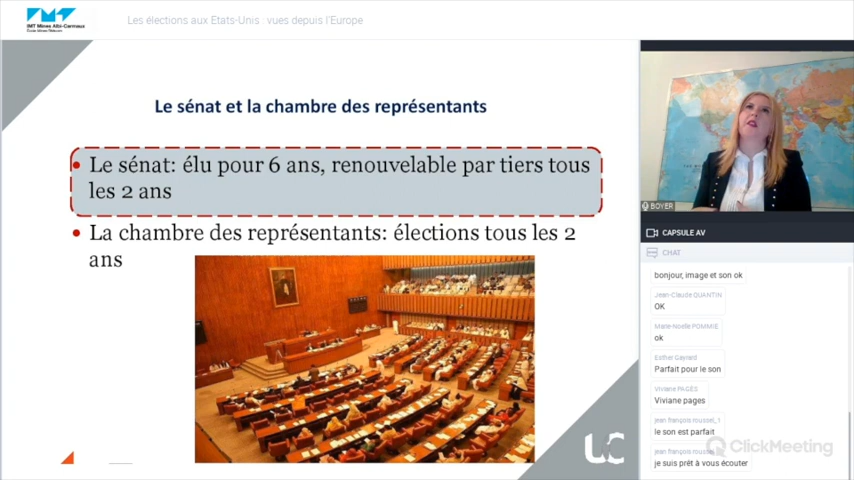 IMT Mines Albi-Carmaux
École Mines-Télécom
Les élections aux Etats-Unis : vues depuis l'Europe
Le sénat et la chambre des représentants
• Le sénat: élu pour 6 ans, renouvelable par tiers tous
les 2 ans
• La chambre des représentants: élections tous les 2
ans
UC
BOYER
CAPSULE AV
CHAT
bonjour, image et son ok
Jean-Claude QUANTIN
OK
Marie-Noëlle POMMIE
ok
Esther Gayrard
Parfait pour le son
Viviane PAGÈS
Viviane pages
jean françois roussel_1
le son est parfait
jean françois roussel
je suis prêt à vous écouter
ClickMeeting